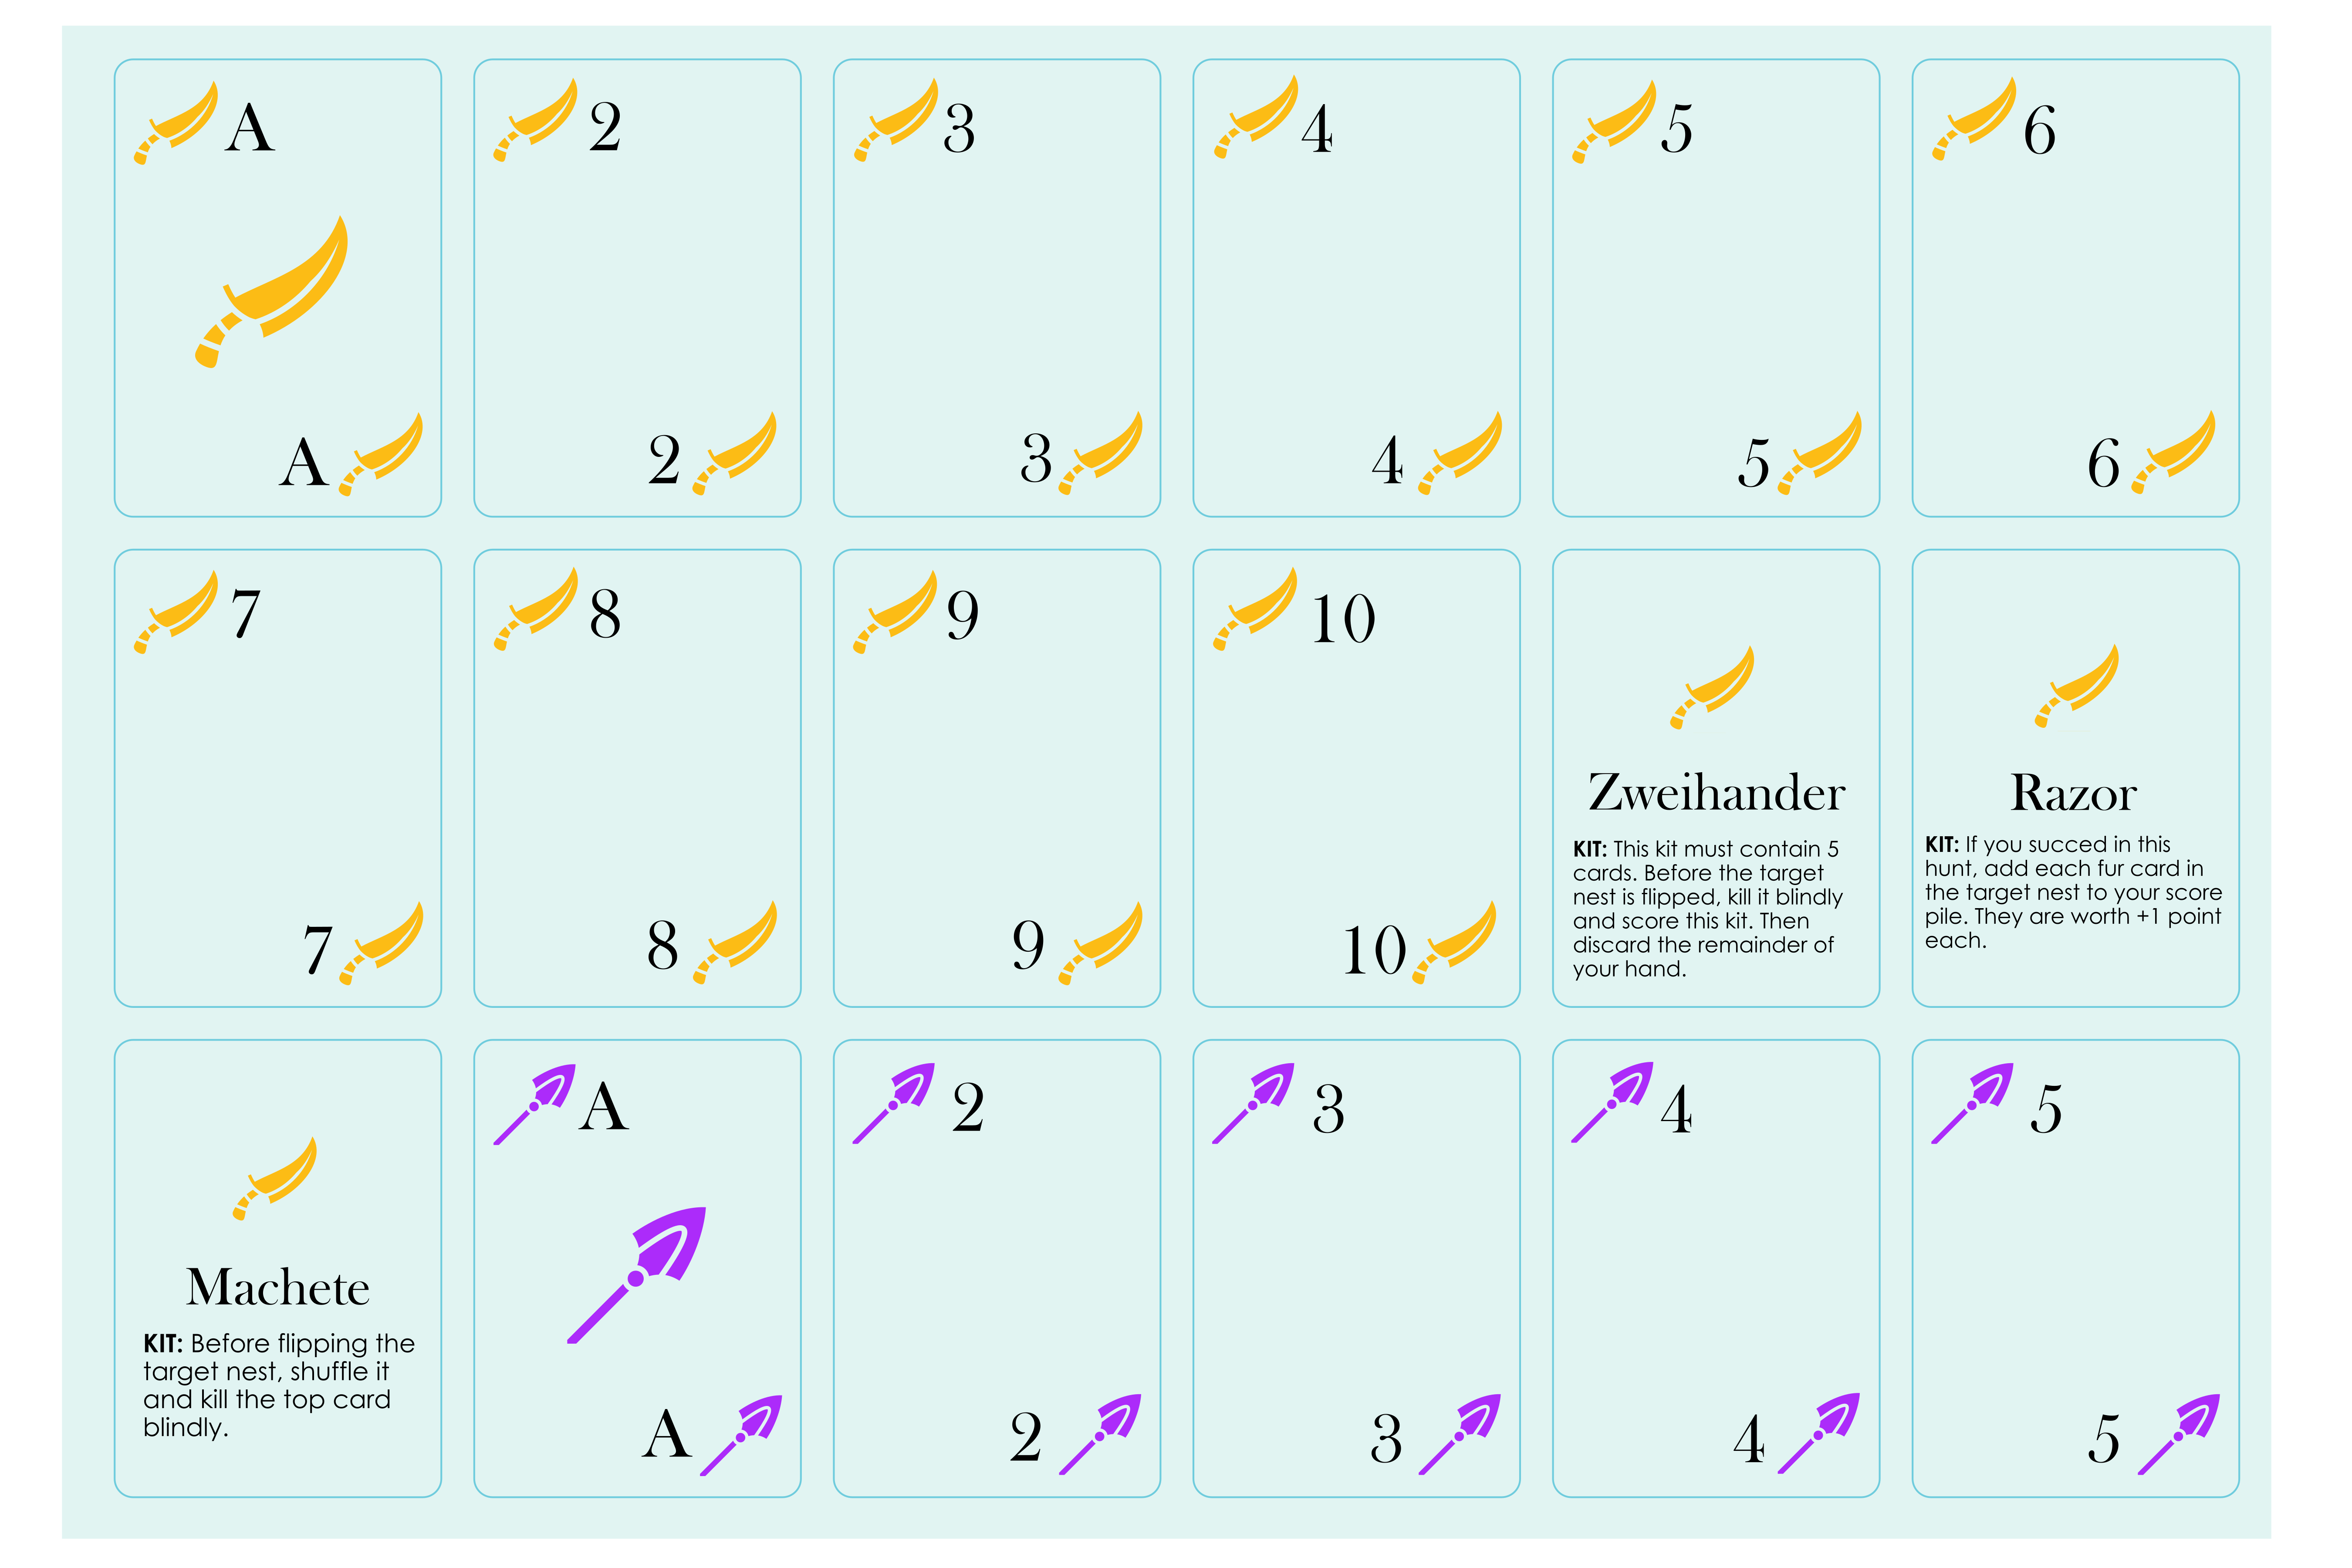 A
A
2
2
3
3
4
4
5
5
6
6
7
7
8
8
9
9
10
10
Zweihander
KIT: This kit must contain 5
cards. Before the target
nest is flipped, kill it blindly
and score this kit. Then
discard the remainder of
your hand.
Razor
KIT: If you succed in this
hunt, add each fur card in
the target nest to your score
pile. They are worth +1 point
each.
Machete
KIT: Before flipping the
target nest, shuffle it
and kill the top card
blindly.
A
A
2
2
3
3
4
4
5
5